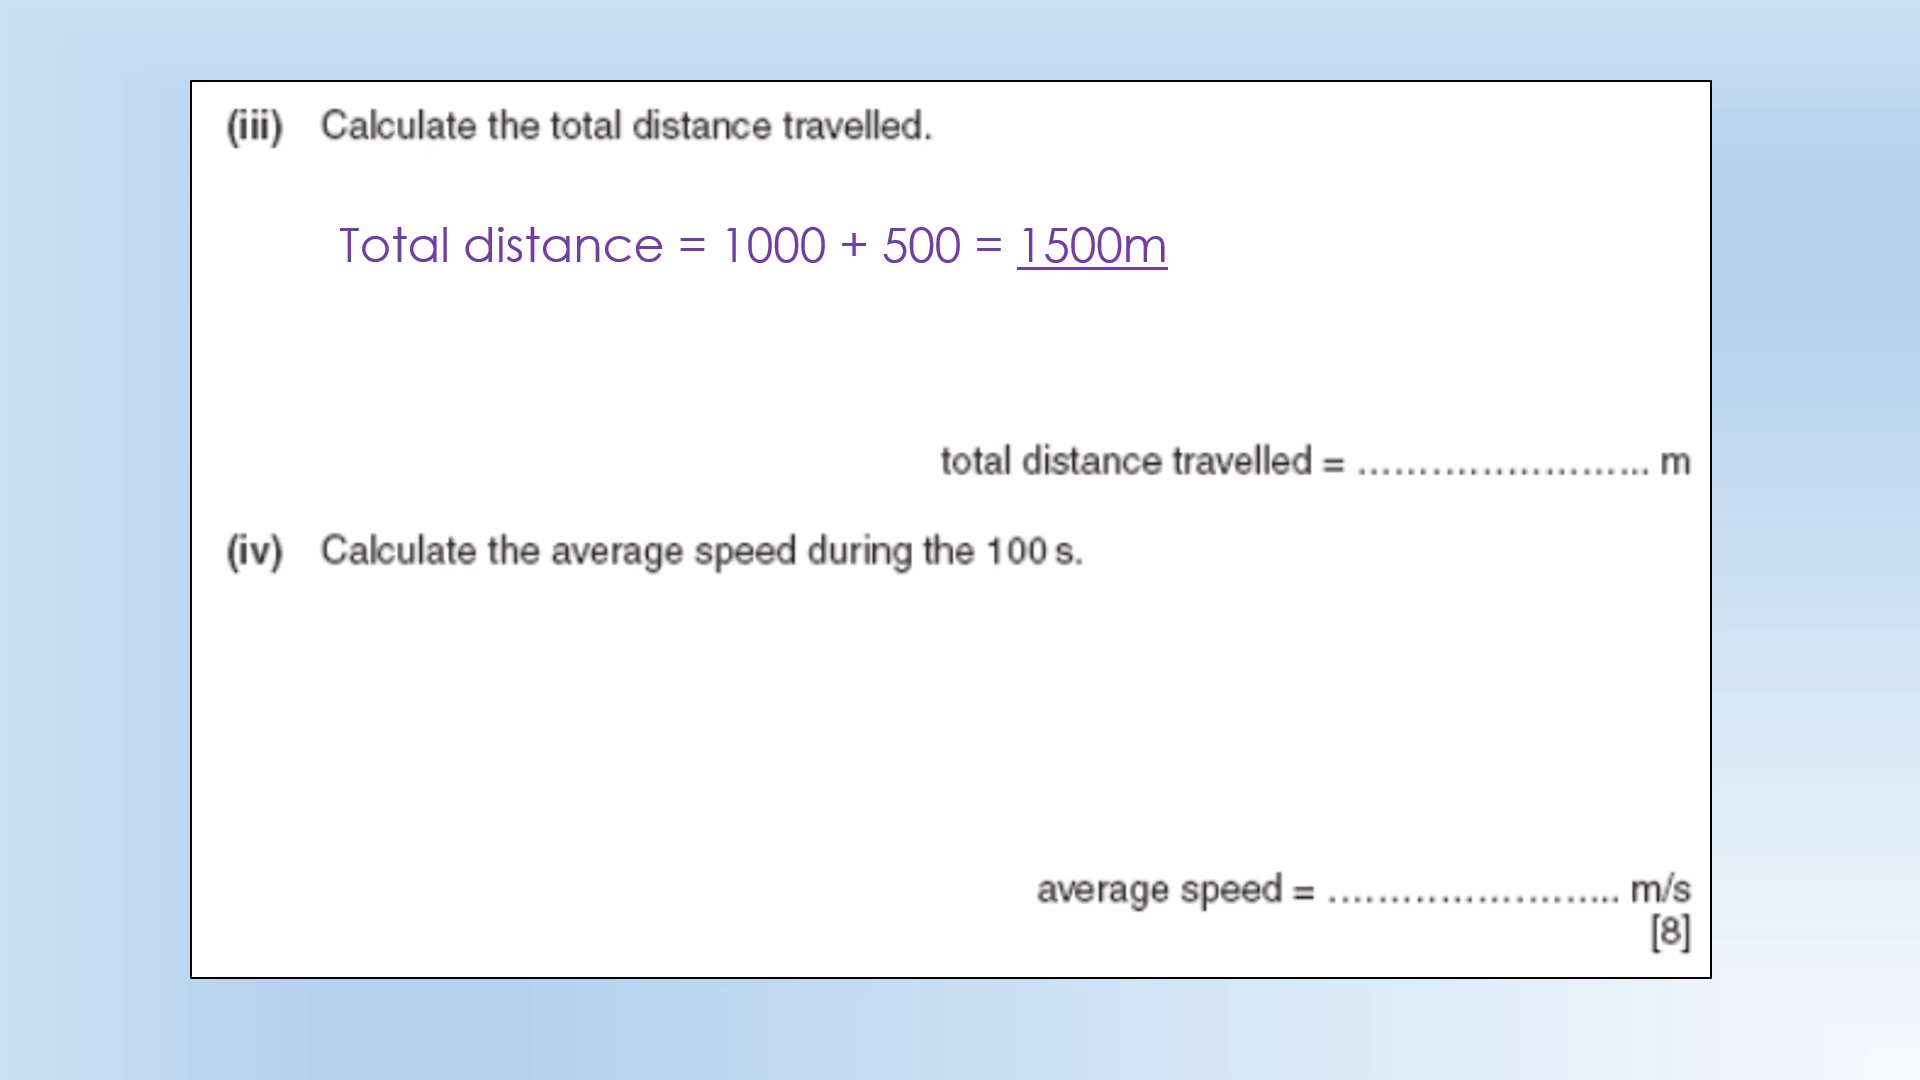 (iii) Calculate the total distance travelled.
Total distance = 1000 + 500 = 1500m
total distance travelled = ........................ m
(iv) Calculate the average speed during the 100 s.
average speed = ........................ m/s
[8]